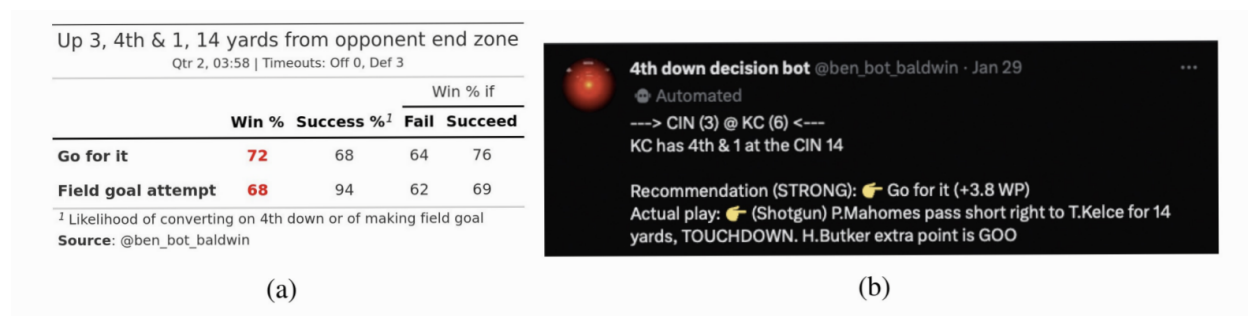 Up 3, 4th & 1, 14 yards from opponent end zone
Qtr 2, 03:58 | Timeouts: Off 0, Def 3
Win % if
Win % Success %¹ Fail Succeed
Go for it 72 68 64 76
Field goal attempt 68 94 62 69
¹ Likelihood of converting on 4th down or of making field goal
Source: @ben_bot_baldwin
(a)
4th down decision bot @ben_bot_baldwin · Jan 29 ···
Automated
---> CIN (3) @ KC (6) <---
KC has 4th & 1 at the CIN 14
Recommendation (STRONG): 👉 Go for it (+3.8 WP)
Actual play: 👉 (Shotgun) P.Mahomes pass short right to T.Kelce for 14
yards, TOUCHDOWN. H.Butker extra point is GOO
(b)